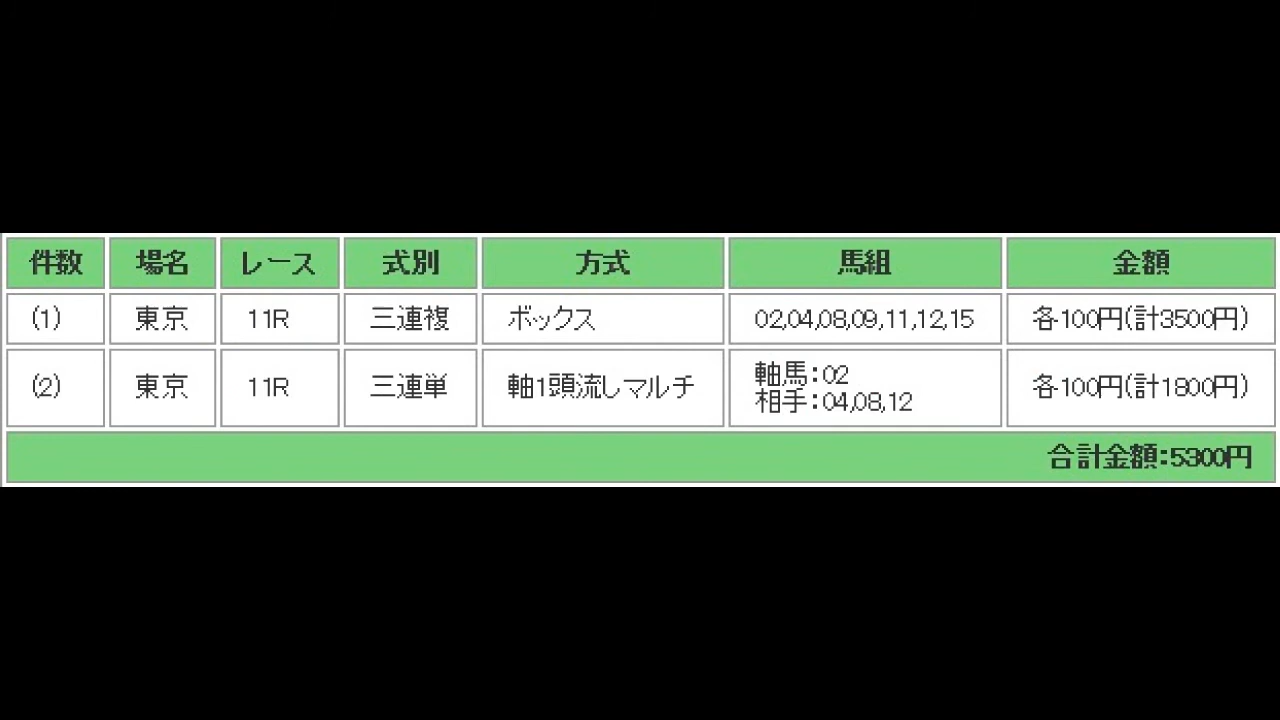 件数 場名 レース 式別 方式 馬組 金額
(1) 東京 11R 三連複 ボックス 02,04,08,09,11,12,15 各100円(計3500円)
(2) 東京 11R 三連単 軸1頭流しマルチ 軸馬:02 各100円(計1800円)
相手:04,08,12
合計金額:5300円